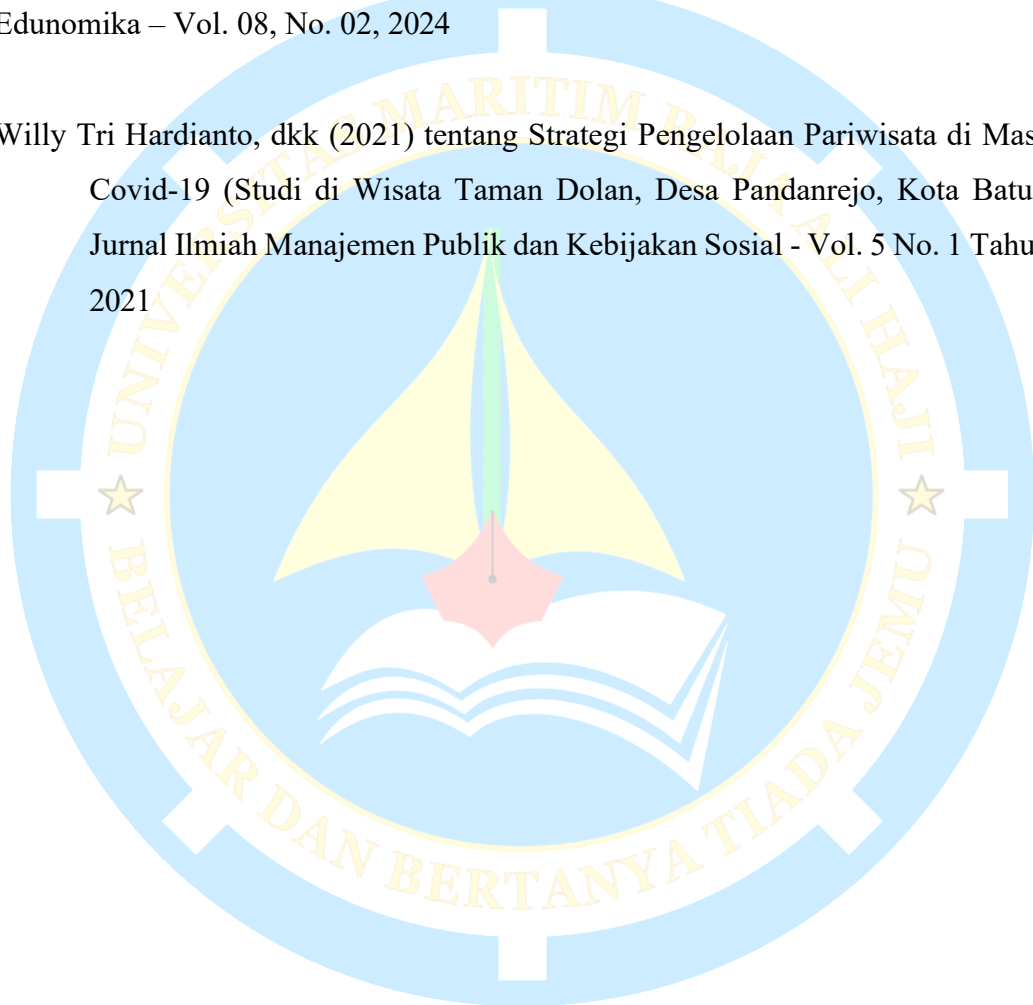 Edunomika – Vol. 08, No. 02, 2024
Willy Tri Hardianto, dkk (2021) tentang Strategi Pengelolaan Pariwisata di Mas
Covid-19 (Studi di Wisata Taman Dolan, Desa Pandanrejo, Kota Batu
Jurnal Ilmiah Manajemen Publik dan Kebijakan Sosial - Vol. 5 No. 1 Tahu
2021
UNIVERSITAS MARITIM RAJA ALI HAJI
BELAJAR DAN BERTANYA TIADA JEMU